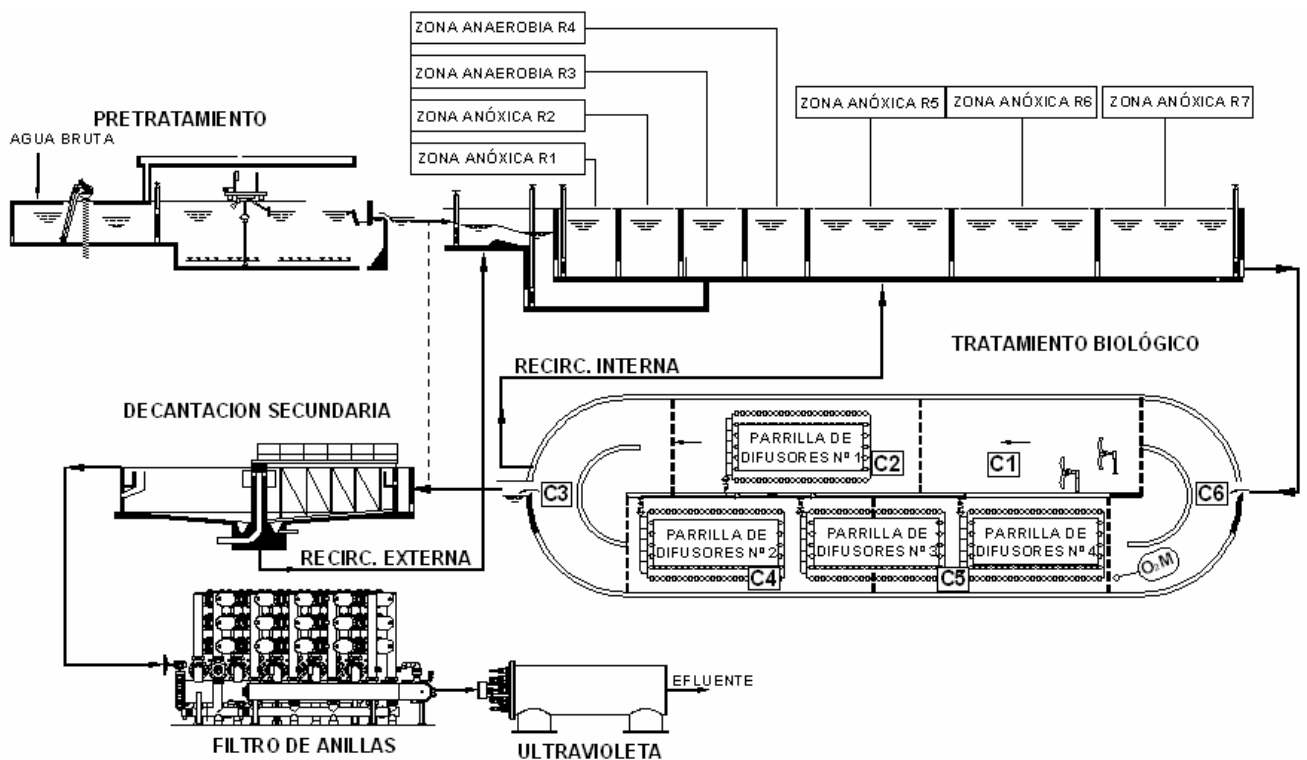 ZONA ANAEROBIA R4
ZONA ANAEROBIA R3
ZONA ANÓXICA R2
ZONA ANÓXICA R1
ZONA ANÓXICA R5
ZONA ANÓXICA R6
ZONA ANÓXICA R7
PRETRATAMIENTO
AGUA BRUTA
TRATAMIENTO BIOLÓGICO
RECIRC. INTERNA
DECANTACION SECUNDARIA
PARRILLA DE
DIFUSORES Nº 1
C2
C1
C3
C6
PARRILLA DE
DIFUSORES Nº 2
C4
PARRILLA DE
DIFUSORES Nº 3
C5
PARRILLA DE
DIFUSORES Nº 4
O₂M
RECIRC. EXTERNA
EFLUENTE
FILTRO DE ANILLAS
ULTRAVIOLETA